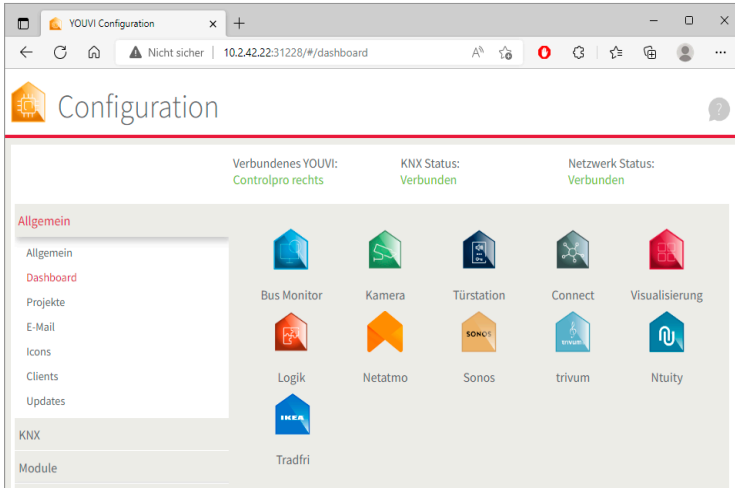 YOUVI Configuration
Nicht sicher
10.2.42.22:31228/#/dashboard
Configuration
?
Verbundenes YOUVI:
Controlpro rechts
KNX Status:
Verbunden
Netzwerk Status:
Verbunden
Allgemein
Allgemein
Dashboard
Projekte
E-Mail
Icons
Clients
Updates
KNX
Module
Bus Monitor
Kamera
Türstation
Connect
Visualisierung
SONOS
trivum
Logik
Netatmo
Sonos
trivum
Ntuity
IKEA
Tradfri